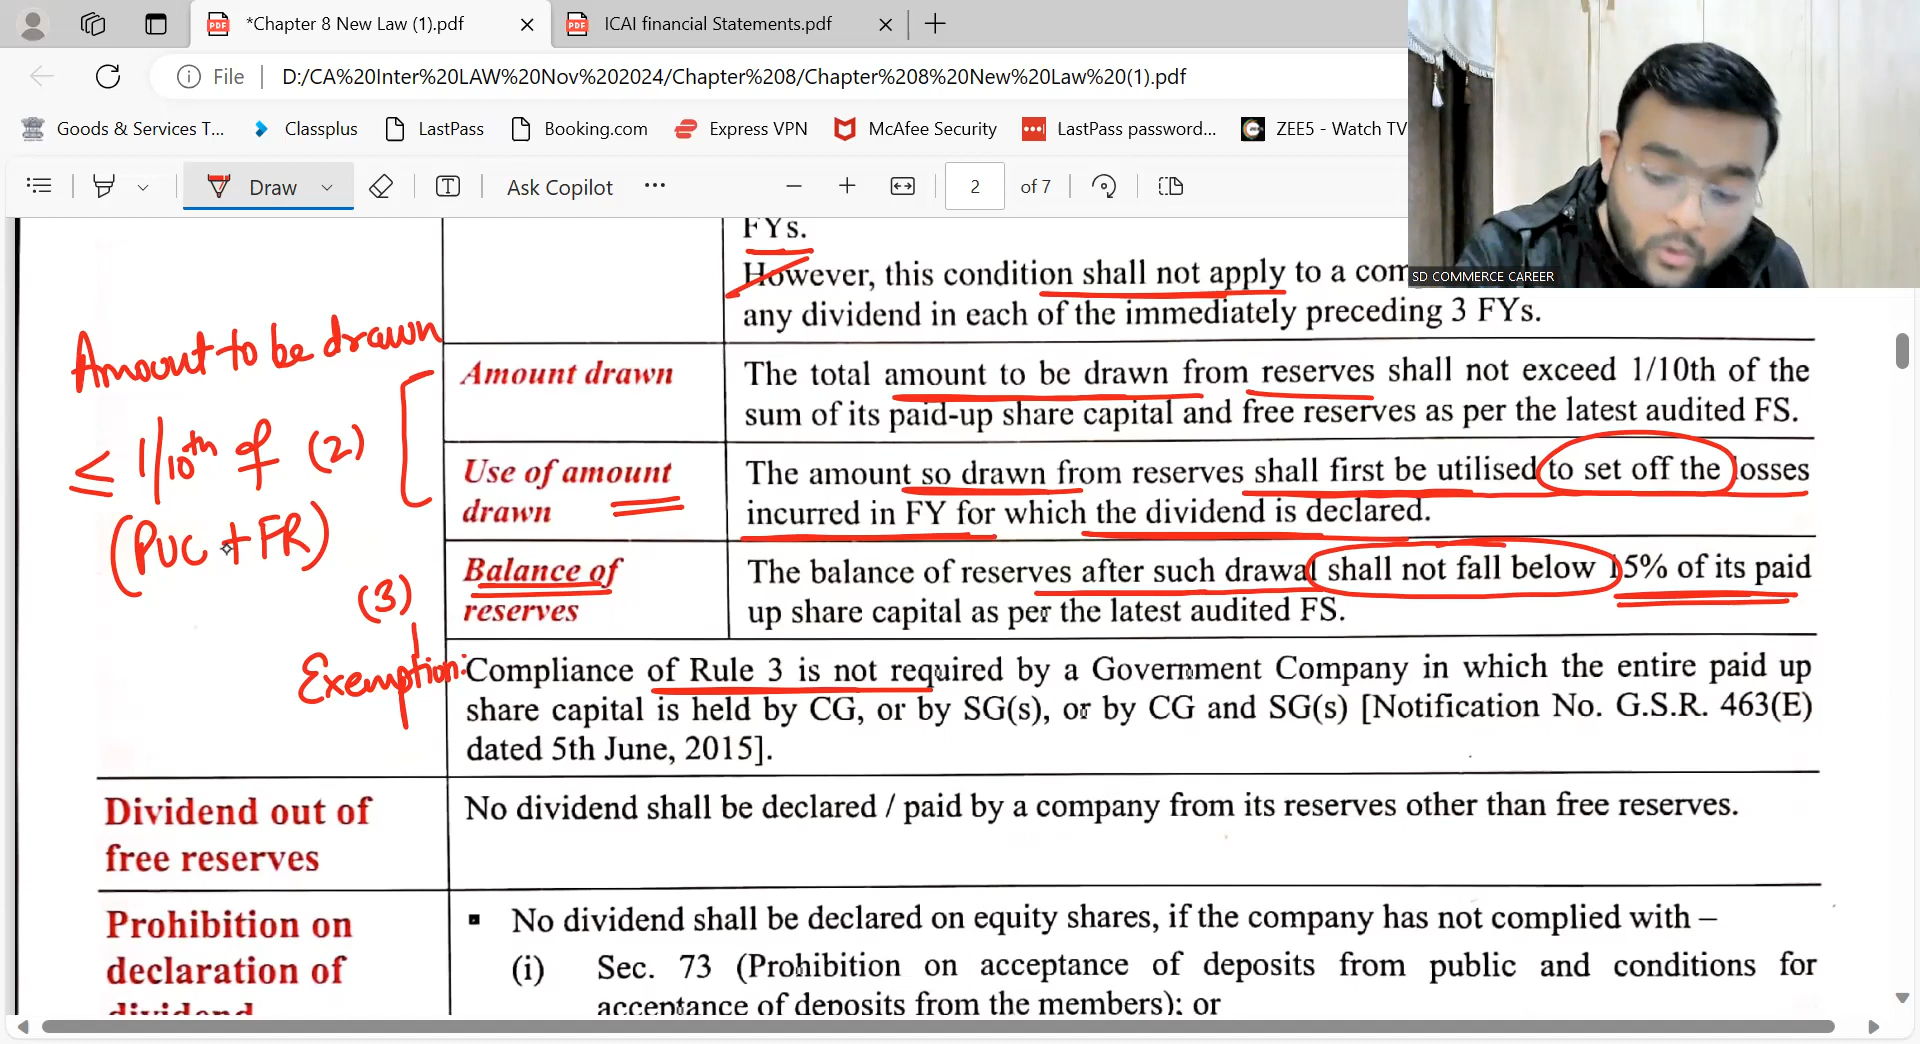 *Chapter 8 New Law (1).pdf
ICAI financial Statements.pdf
File
D:/CA%20Inter%20LAW%20Nov%202024/Chapter%208/Chapter%208%20New%20Law%20(1).pdf
Goods & Services T...
Classplus
LastPass
Booking.com
Express VPN
McAfee Security
LastPass password...
ZEE5 - Watch TV
Draw
Ask Copilot
2
of 7
SD COMMERCE CAREER
FYs.
However, this condition shall not apply to a com
any dividend in each of the immediately preceding 3 FYs.
Amount to be drawn
≤ 1/10th of (2)
(PUC + FR)
(3)
Exemption:
Amount drawn
The total amount to be drawn from reserves shall not exceed 1/10th of the
sum of its paid-up share capital and free reserves as per the latest audited FS.
Use of amount
drawn
The amount so drawn from reserves shall first be utilised to set off the losses
incurred in FY for which the dividend is declared.
Balance of
reserves
The balance of reserves after such drawal shall not fall below 15% of its paid
up share capital as per the latest audited FS.
Compliance of Rule 3 is not required by a Government Company in which the entire paid up
share capital is held by CG, or by SG(s), or by CG and SG(s) [Notification No. G.S.R. 463(E)
dated 5th June, 2015].
Dividend out of
free reserves
No dividend shall be declared / paid by a company from its reserves other than free reserves.
Prohibition on
declaration of
dividend
▪ No dividend shall be declared on equity shares, if the company has not complied with –
(i) Sec. 73 (Prohibition on acceptance of deposits from public and conditions for
acceptance of deposits from the members); or